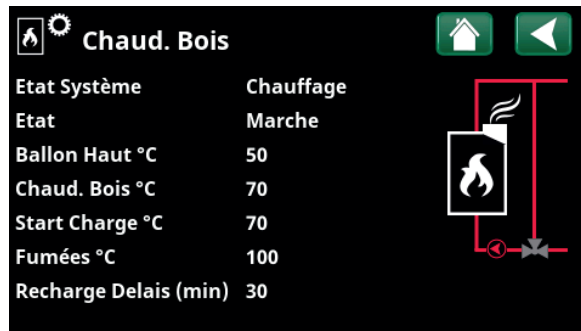 Chaud. Bois
Etat Système Chauffage
Etat Marche
Ballon Haut °C 50
Chaud. Bois °C 70
Start Charge °C 70
Fumées °C 100
Recharge Delais (min) 30